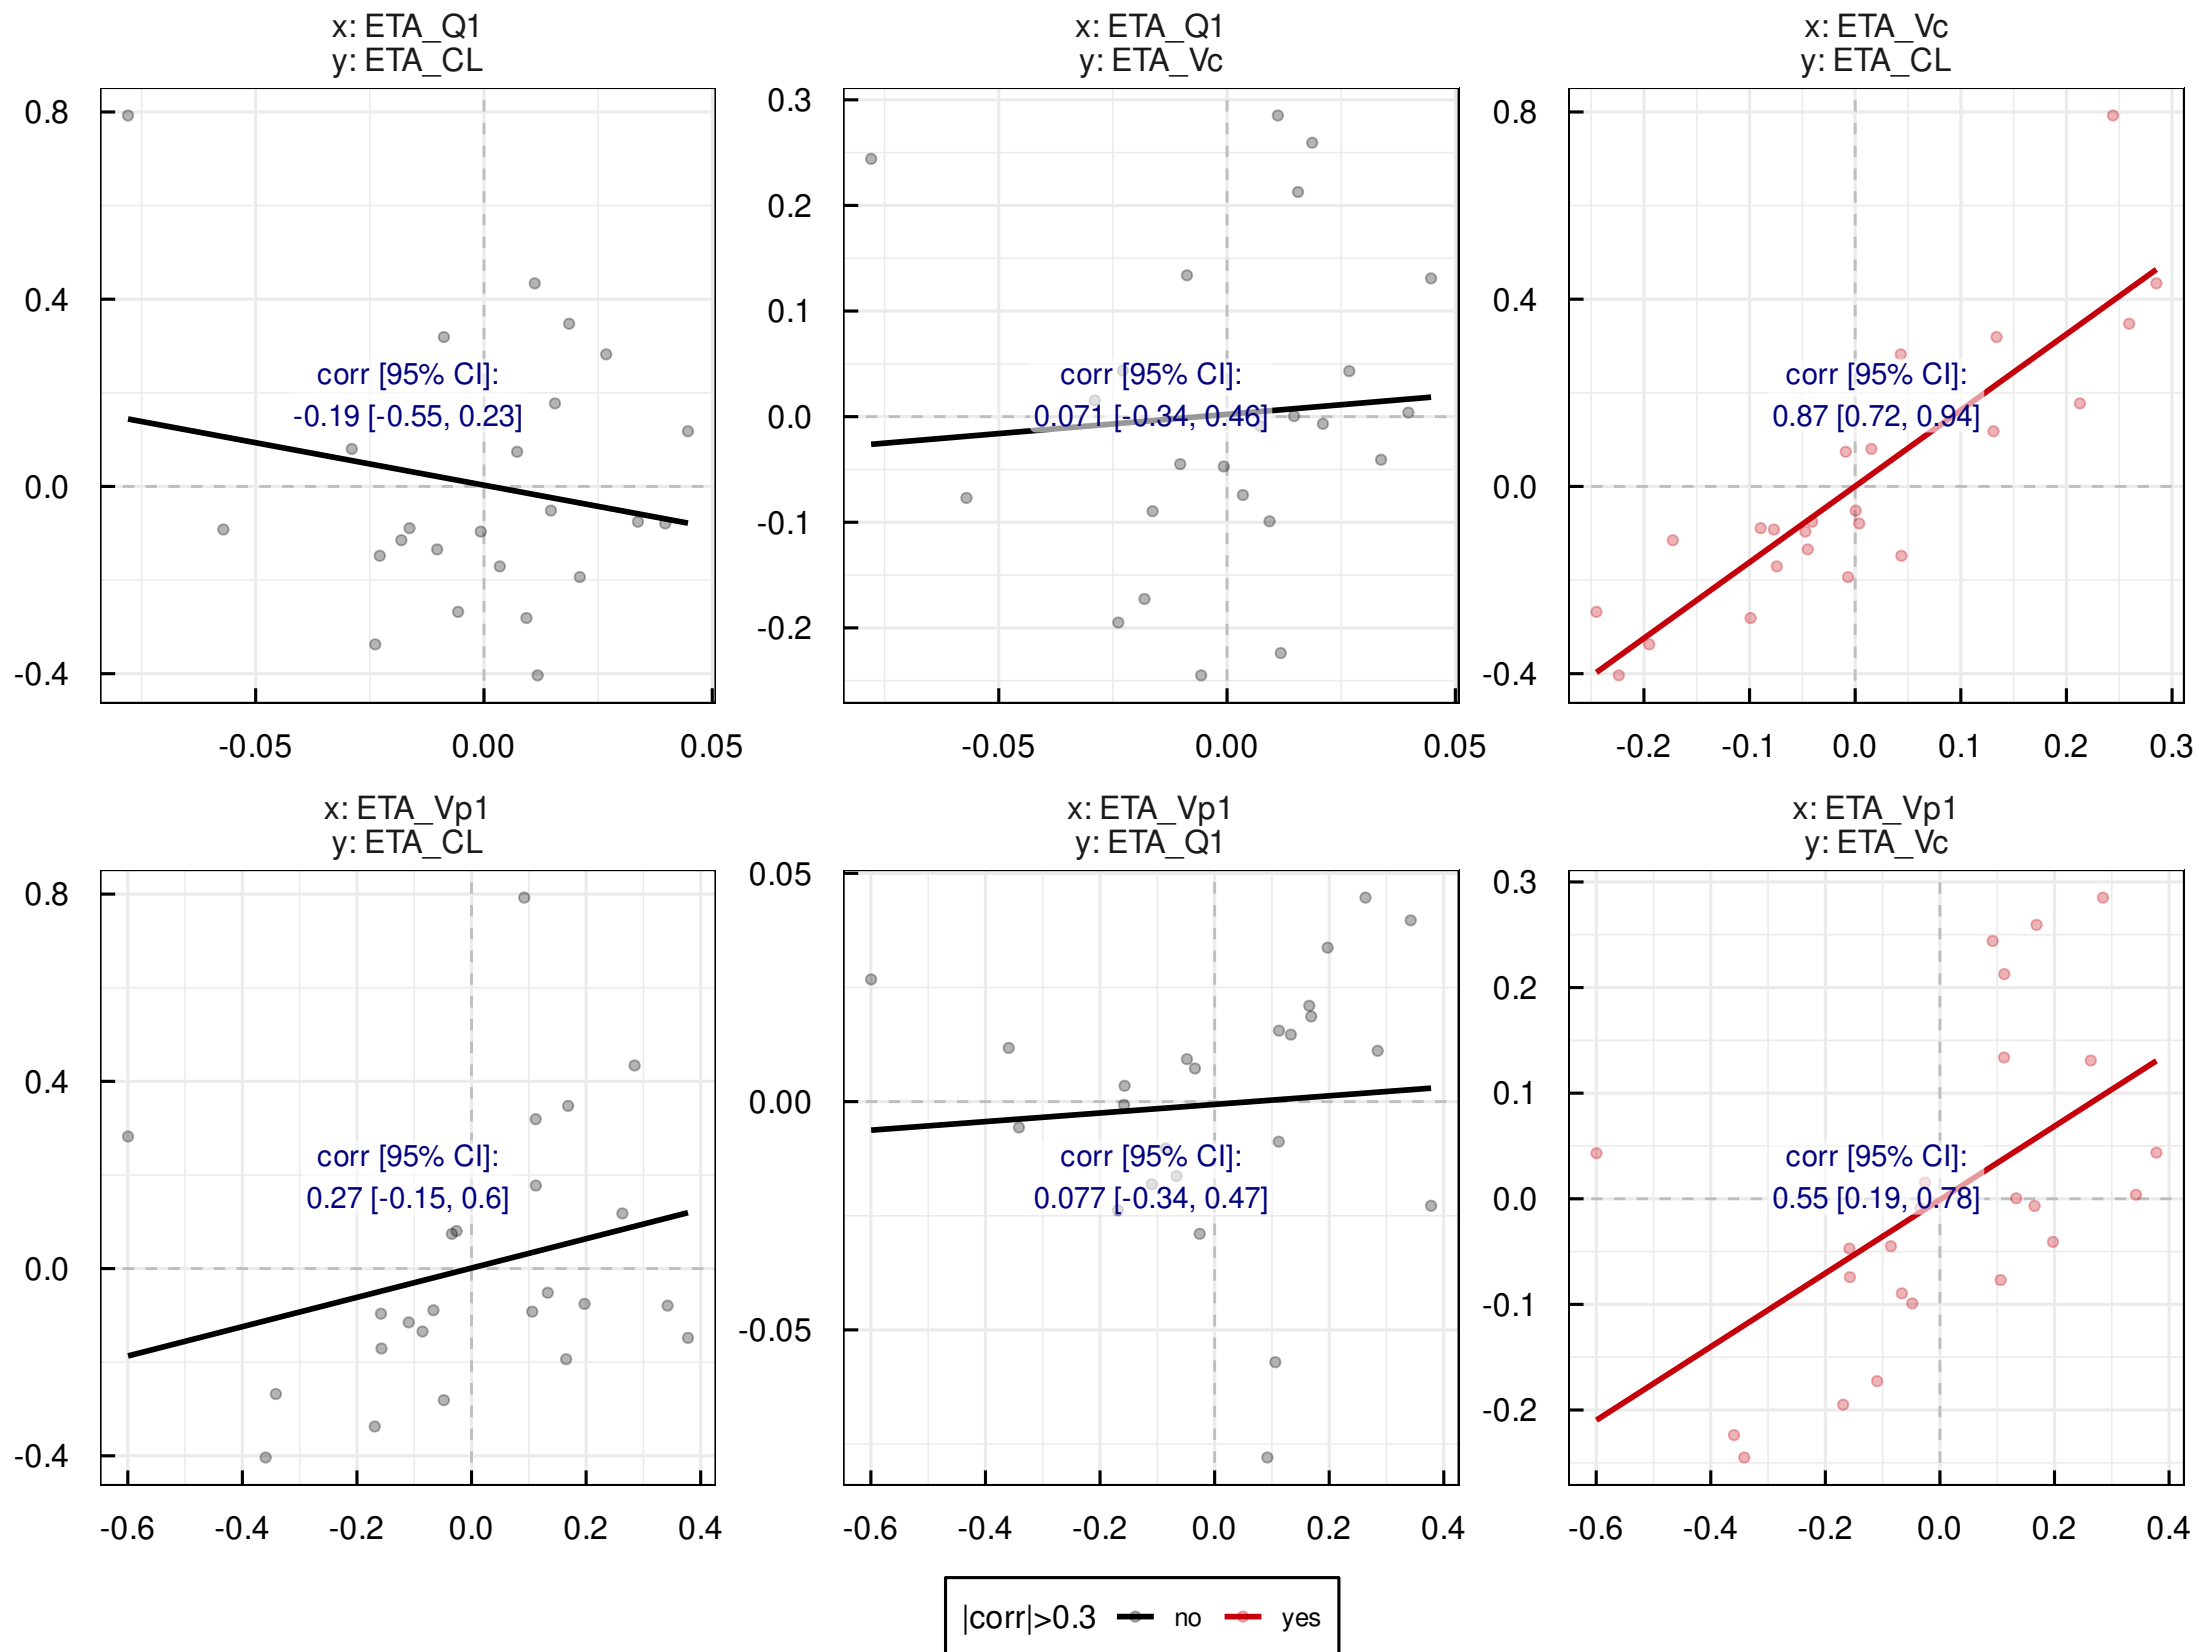 x: ETA_Q1
y: ETA_CL
x: ETA_Q1
y: ETA_Vc
x: ETA_Vc
y: ETA_CL
0.8
0.4
0.0
-0.4
corr [95% CI]:
-0.19 [-0.55, 0.23]
-0.05 0.00 0.05
0.3
0.2
0.1
0.0
-0.1
-0.2
corr [95% CI]:
0.071 [-0.34, 0.46]
-0.05 0.00 0.05
0.8
0.4
0.0
-0.4
corr [95% CI]:
0.87 [0.72, 0.94]
-0.2 -0.1 0.0 0.1 0.2 0.3
x: ETA_Vp1
y: ETA_CL
x: ETA_Vp1
y: ETA_Q1
x: ETA_Vp1
y: ETA_Vc
0.8
0.4
0.0
-0.4
corr [95% CI]:
0.27 [-0.15, 0.6]
-0.6 -0.4 -0.2 0.0 0.2 0.4
0.05
0.00
-0.05
corr [95% CI]:
0.077 [-0.34, 0.47]
-0.6 -0.4 -0.2 0.0 0.2 0.4
0.3
0.2
0.1
0.0
-0.1
-0.2
corr [95% CI]:
0.55 [0.19, 0.78]
-0.6 -0.4 -0.2 0.0 0.2 0.4
|corr|>0.3 no yes